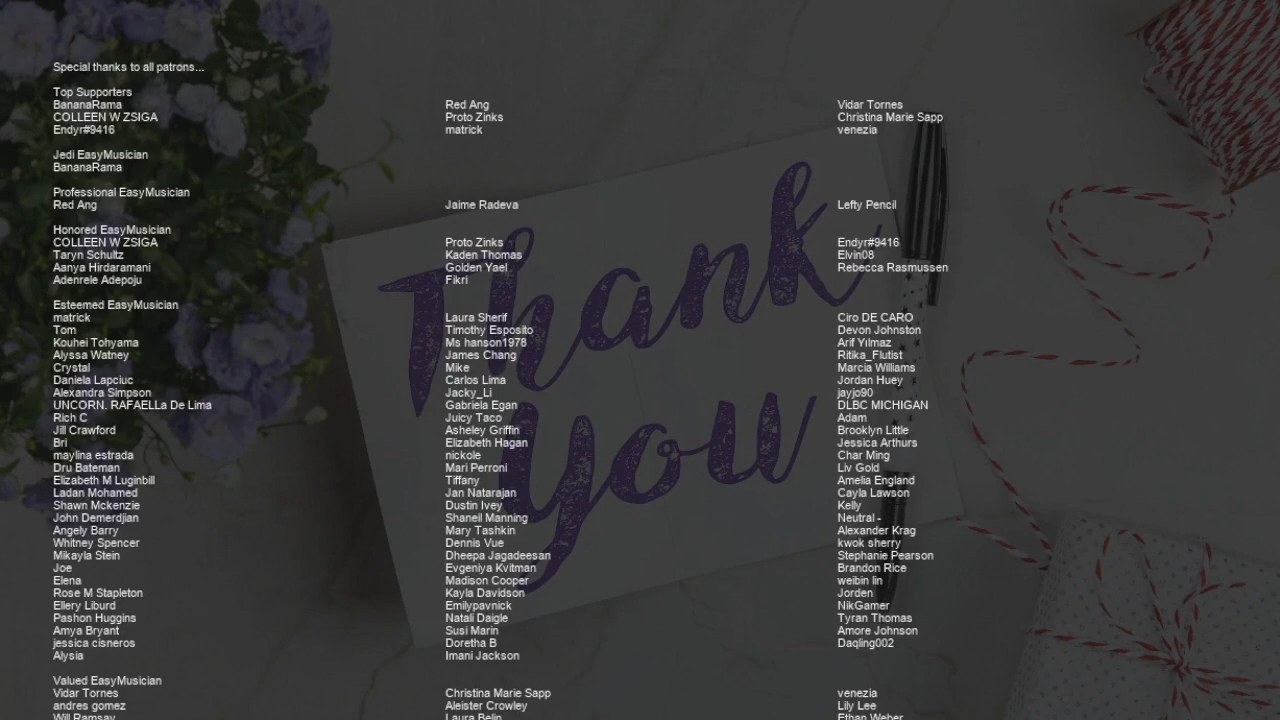 Special thanks to all patrons...
Top Supporters
BananaRama Red Ang Vidar Tornes
COLLEEN W ZSIGA Proto Zinks Christina Marie Sapp
Endyr#9416 matrick venezia
Jedi EasyMusician
BananaRama
Professional EasyMusician
Red Ang Jaime Radeva Lefty Pencil
Honored EasyMusician
COLLEEN W ZSIGA Proto Zinks Endyr#9416
Taryn Schultz Kaden Thomas Elvin08
Aanya Hirdaramani Golden Yael Rebecca Rasmussen
Adenrele Adepoju Fikri
Esteemed EasyMusician
matrick Laura Sherif Ciro DE CARO
Tom Timothy Esposito Devon Johnston
Kouhei Tohyama Ms hanson1978 Arif Yılmaz
Alyssa Watney James Chang Ritika_Flutist
Crystal Mike Marcia Williams
Daniela Lapciuc Carlos Lima Jordan Huey
Alexandra Simpson Jacky_Li jayjo90
UNCORN. RAFAELLa De Lima Gabriela Egan DLBC MICHIGAN
Rich C Juicy Taco Adam
Jill Crawford Asheley Griffin Brooklyn Little
Bri Elizabeth Hagan Jessica Arthurs
maylina estrada nickole Char Ming
Dru Bateman Mari Perroni Liv Gold
Elizabeth M Luginbill Tiffany Amelia England
Ladan Mohamed Jan Natarajan Cayla Lawson
Shawn Mckenzie Dustin Ivey Kelly
John Demerdjian Shaneil Manning Neutral -
Angely Barry Mary Tashkin Alexander Krag
Whitney Spencer Dennis Vue kwok sherry
Mikayla Stein Dheepa Jagadeesan Stephanie Pearson
Joe Evgeniya Kvitman Brandon Rice
Elena Madison Cooper weibin lin
Rose M Stapleton Kayla Davidson Jorden
Ellery Liburd Emilypavnick NikGamer
Pashon Huggins Natali Daigle Tyran Thomas
Amya Bryant Susi Marin Amore Johnson
jessica cisneros Doretha B Daqling002
Alysia Imani Jackson
Valued EasyMusician
Vidar Tornes Christina Marie Sapp venezia
andres gomez Aleister Crowley Lily Lee
Will Ramsay Laura Belin Ethan Weber
Thank
you